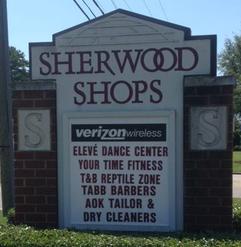 SHERWOOD
SHOPS
S S
verizonwireless
ELEVÉ DANCE CENTER
YOUR TIME FITNESS
T&B REPTILE ZONE
TABB BARBERS
AOK TAILOR &
DRY CLEANERS